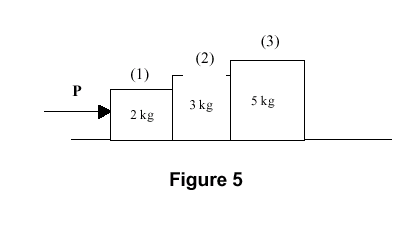 (3)
(2)
(1)
P
2 kg
3 kg
5 kg
Figure 5